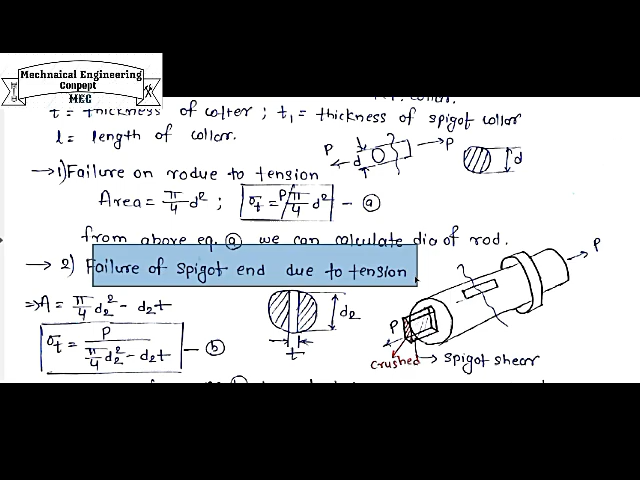 Mechnaical Engineering
Concept
MEC
t = thickness of cotter ; t₁ = thickness of spigot collar
l = length of collar.
→ 1) Failure on rod due to tension
P d → P d
Area = π/4 d² ; σt = P / π/4 d² - ⓐ
from above eq. ⓐ we can calculate dia of rod.
→ 2) Failure of spigot end due to tension
P
⇒ A = π/4 d₂² - d₂t
d₂
σt = P / (π/4 d₂² - d₂t) - ⓑ
t
P
crushed → spigot shear